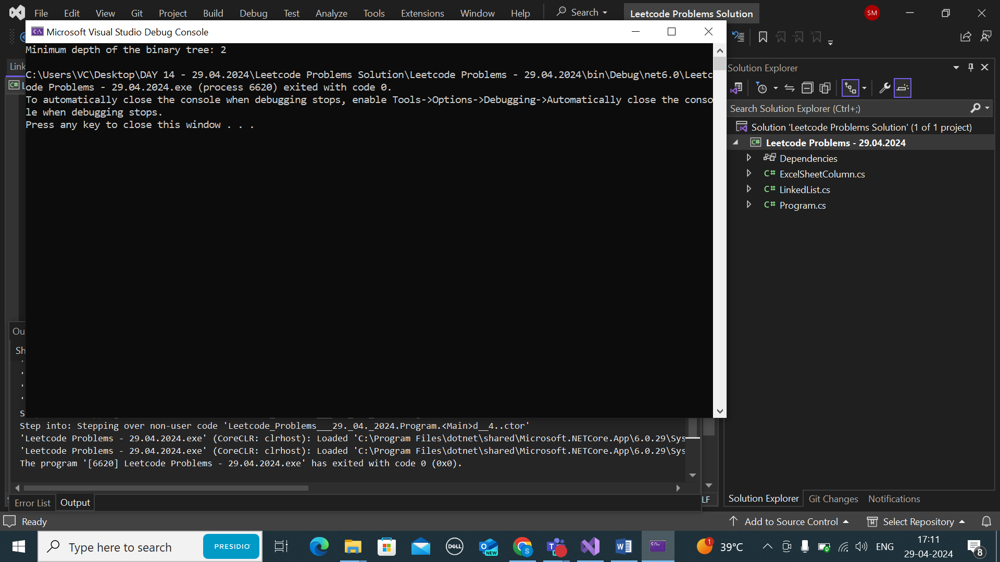 File Edit View Git Project Build Debug Test Analyze Tools Extensions Window Help Search Leetcode Problems Solution SM
Microsoft Visual Studio Debug Console
Minimum depth of the binary tree: 2
C:\Users\VC\Desktop\DAY 14 - 29.04.2024\Leetcode Problems Solution\Leetcode Problems - 29.04.2024\bin\Debug\net6.0\Leetc
ode Problems - 29.04.2024.exe (process 6620) exited with code 0.
To automatically close the console when debugging stops, enable Tools->Options->Debugging->Automatically close the conso
le when debugging stops.
Press any key to close this window . . .
Link
C# L
Ou
Sh
Step into: Stepping over non-user code 'Leetcode_Problems___29._04._2024.Program.<Main>d__4..ctor'
'Leetcode Problems - 29.04.2024.exe' (CoreCLR: clrhost): Loaded 'C:\Program Files\dotnet\shared\Microsoft.NETCore.App\6.0.29\Sys
'Leetcode Problems - 29.04.2024.exe' (CoreCLR: clrhost): Loaded 'C:\Program Files\dotnet\shared\Microsoft.NETCore.App\6.0.29\Sys
The program '[6620] Leetcode Problems - 29.04.2024.exe' has exited with code 0 (0x0).
Error List Output
LF
Solution Explorer
Search Solution Explorer (Ctrl+;)
Solution 'Leetcode Problems Solution' (1 of 1 project)
C# Leetcode Problems - 29.04.2024
Dependencies
C# ExcelSheetColumn.cs
C# LinkedList.cs
C# Program.cs
Solution Explorer Git Changes Notifications
Ready Add to Source Control Select Repository
Type here to search PRESIDIO DELL NEW S T W 1 39°C ENG 17:11
29-04-2024 8